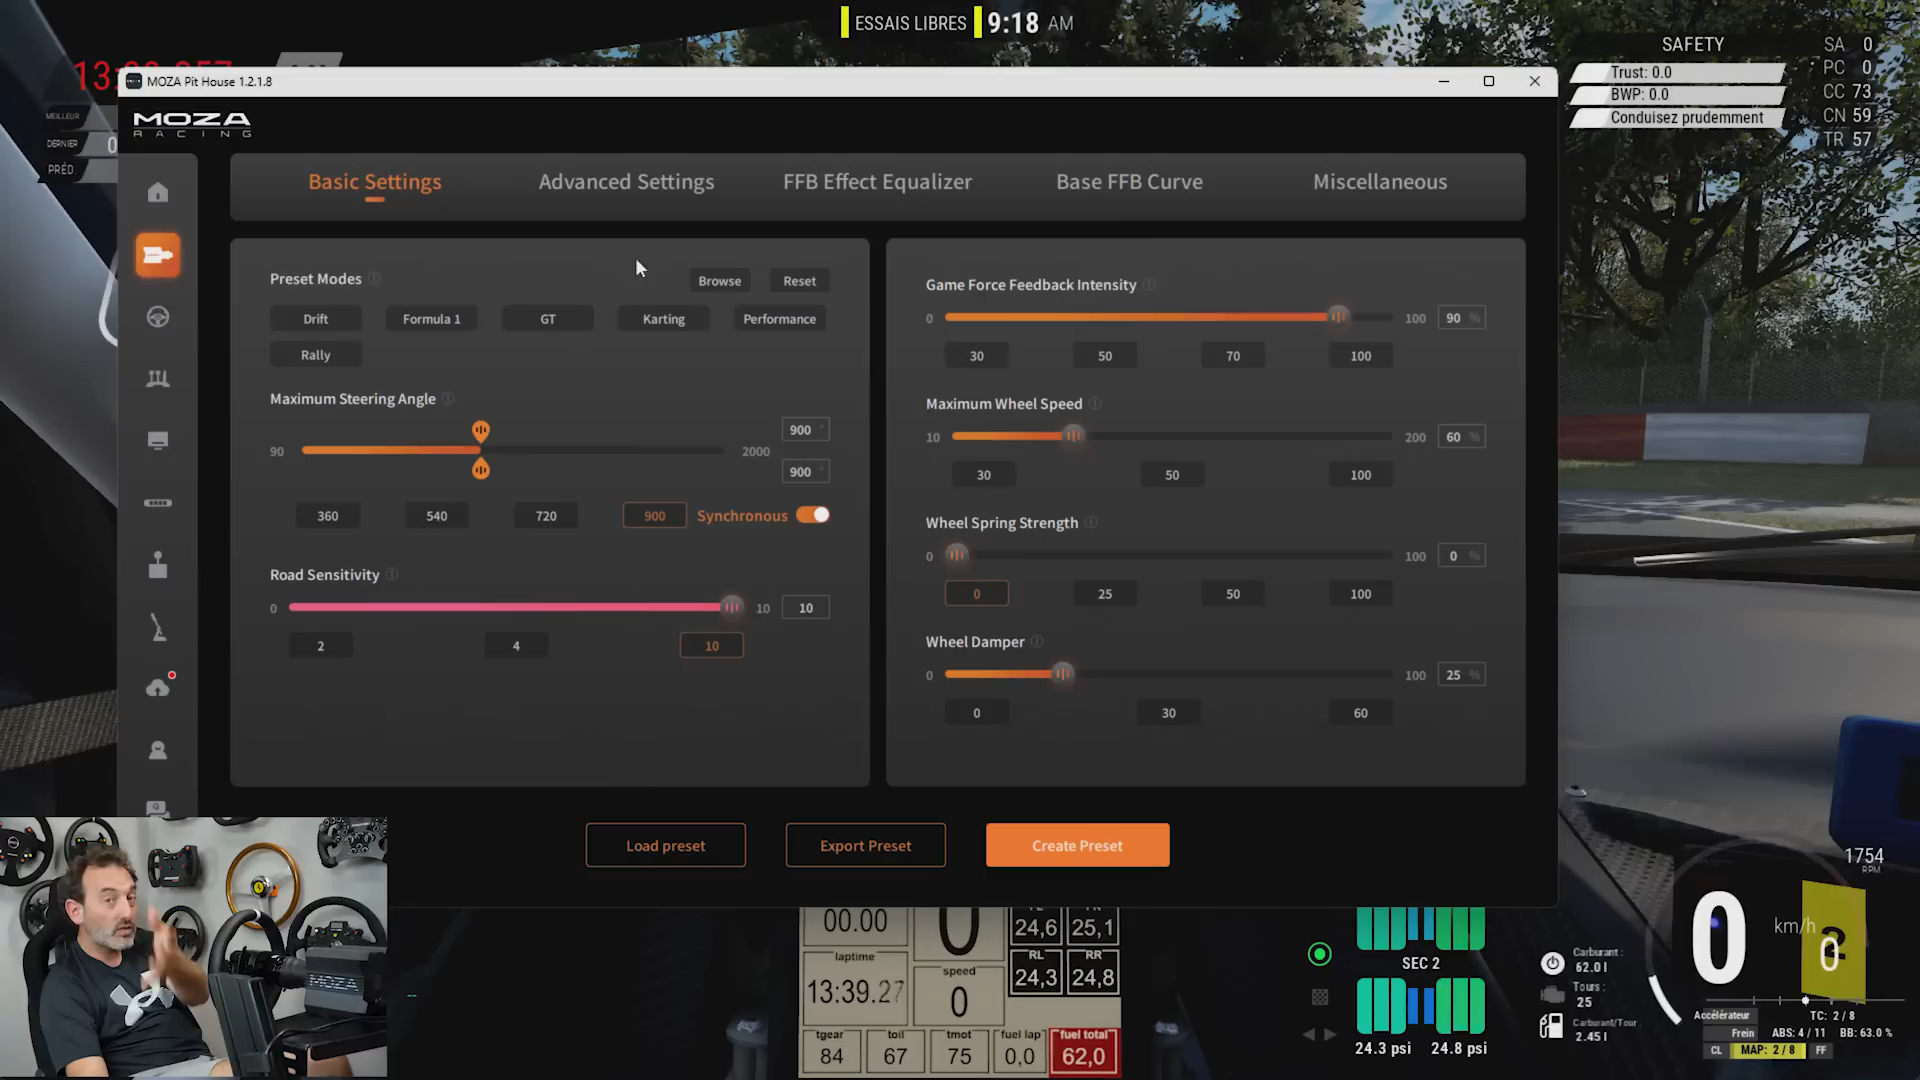 ESSAIS LIBRES 9:18 AM
SAFETY
Trust: 0.0
BWP: 0.0
Conduisez prudemment
SA 0
PC 0
CC 73
CN 59
TR 57
MEILLEUR
DERNIER 0
PRÉD.
MOZA Pit House 1.2.1.8
MOZA
RACING
Basic Settings
Advanced Settings
FFB Effect Equalizer
Base FFB Curve
Miscellaneous
Preset Modes
Browse
Reset
Drift
Formula 1
GT
Karting
Performance
Rally
Maximum Steering Angle
90
2000
900 °
900 °
360
540
720
900
Synchronous
Road Sensitivity
0
10
10
2
4
10
Game Force Feedback Intensity
0
100
90 %
30
50
70
100
Maximum Wheel Speed
10
200
60 %
30
50
100
Wheel Spring Strength
0
100
0 %
0
25
50
100
Wheel Damper
0
100
25 %
0
30
60
Load preset
Export Preset
Create Preset
00.00
0
24,6
25,1
laptime
13:39.27
speed
0
RL
24,3
RR
24,8
tgear
84
toil
67
tmot
75
fuel lap
0,0
fuel total
62,0
SEC 2
24.3 psi
24.8 psi
Carburant :
62.0 l
Tours :
25
Carburant/Tour :
2.45 l
1754
RPM
0
km/h
2
0
Accélérateur
Frein
TC: 2 / 8
ABS: 4 / 11
BB: 63.0 %
CL
MAP: 2 / 8
FF